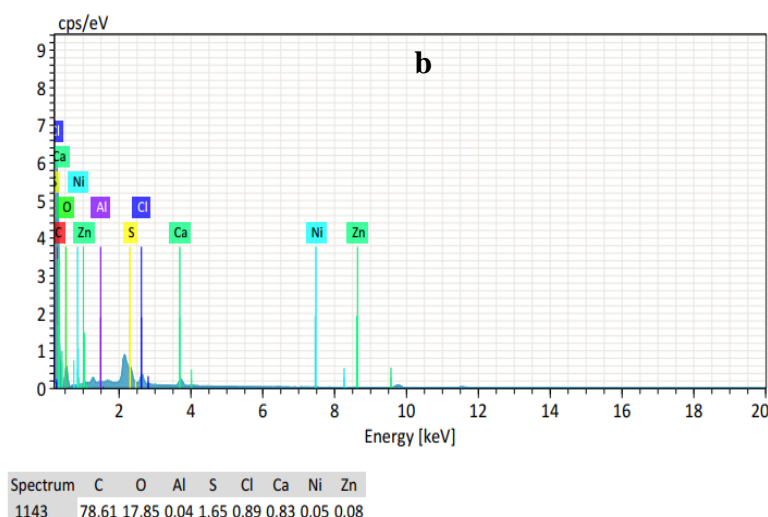 cps/eV
b
9
8
7
6
5
4
3
2
1
0
Cl
Ca
S Ni
O Al Cl
C Zn S Ca Ni Zn
2 4 6 8 10 12 14 16 18 20
Energy [keV]
Spectrum C O Al S Cl Ca Ni Zn
1143 78.61 17.85 0.04 1.65 0.89 0.83 0.05 0.08